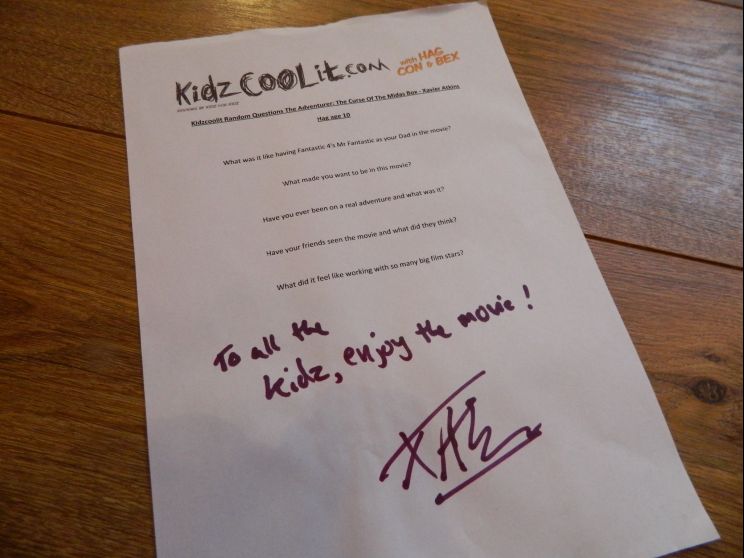 KidzCOOLit.COM
with HAG
CON & BEX
Kidzcoolit Random Questions The Adventurer: The Curse Of The Midas Box - Xavier Atkins
Hag age 10
What was it like having Fantastic 4's Mr Fantastic as your Dad in the movie?
What made you want to be in this movie?
Have you ever been on a real adventure and what was it?
Have your friends seen the movie and what did they think?
What did it feel like working with so many big film stars?
To all the
kidz, enjoy the movie!